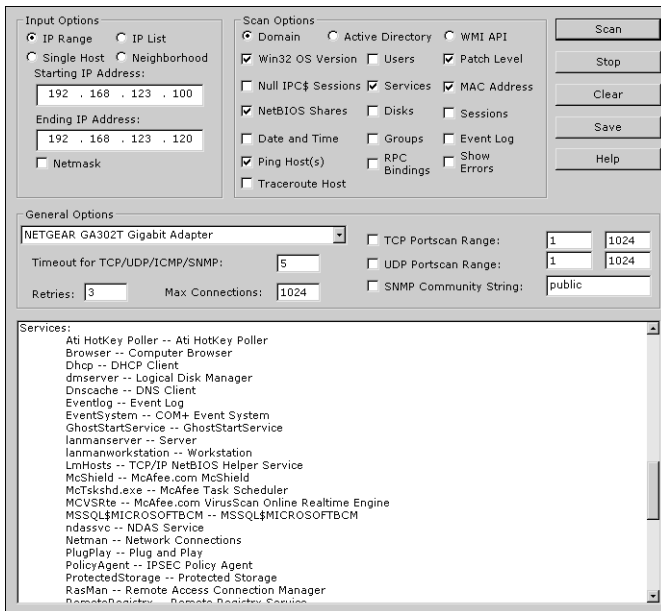 Input Options
IP Range
IP List
Single Host
Neighborhood
Starting IP Address:
192 . 168 . 123 . 100
Ending IP Address:
192 . 168 . 123 . 120
Netmask
Scan Options
Domain
Active Directory
WMI API
Win32 OS Version
Users
Patch Level
Null IPC$ Sessions
Services
MAC Address
NetBIOS Shares
Disks
Sessions
Date and Time
Groups
Event Log
Ping Host(s)
RPC
Bindings
Show
Errors
Traceroute Host
Scan
Stop
Clear
Save
Help
General Options
NETGEAR GA302T Gigabit Adapter
Timeout for TCP/UDP/ICMP/SNMP:
5
Retries:
3
Max Connections:
1024
TCP Portscan Range:
1
1024
UDP Portscan Range:
1
1024
SNMP Community String:
public
Services:
Ati HotKey Poller -- Ati HotKey Poller
Browser -- Computer Browser
Dhcp -- DHCP Client
dmserver -- Logical Disk Manager
Dnscache -- DNS Client
Eventlog -- Event Log
EventSystem -- COM+ Event System
GhostStartService -- GhostStartService
lanmanserver -- Server
lanmanworkstation -- Workstation
LmHosts -- TCP/IP NetBIOS Helper Service
McShield -- McAfee.com McShield
McTskshd.exe -- McAfee Task Scheduler
MCVSRte -- McAfee.com VirusScan Online Realtime Engine
MSSQL$MICROSOFTBCM -- MSSQL$MICROSOFTBCM
ndassvc -- NDAS Service
Netman -- Network Connections
PlugPlay -- Plug and Play
PolicyAgent -- IPSEC Policy Agent
ProtectedStorage -- Protected Storage
RasMan -- Remote Access Connection Manager
RemoteRegistry -- Remote Registry Service